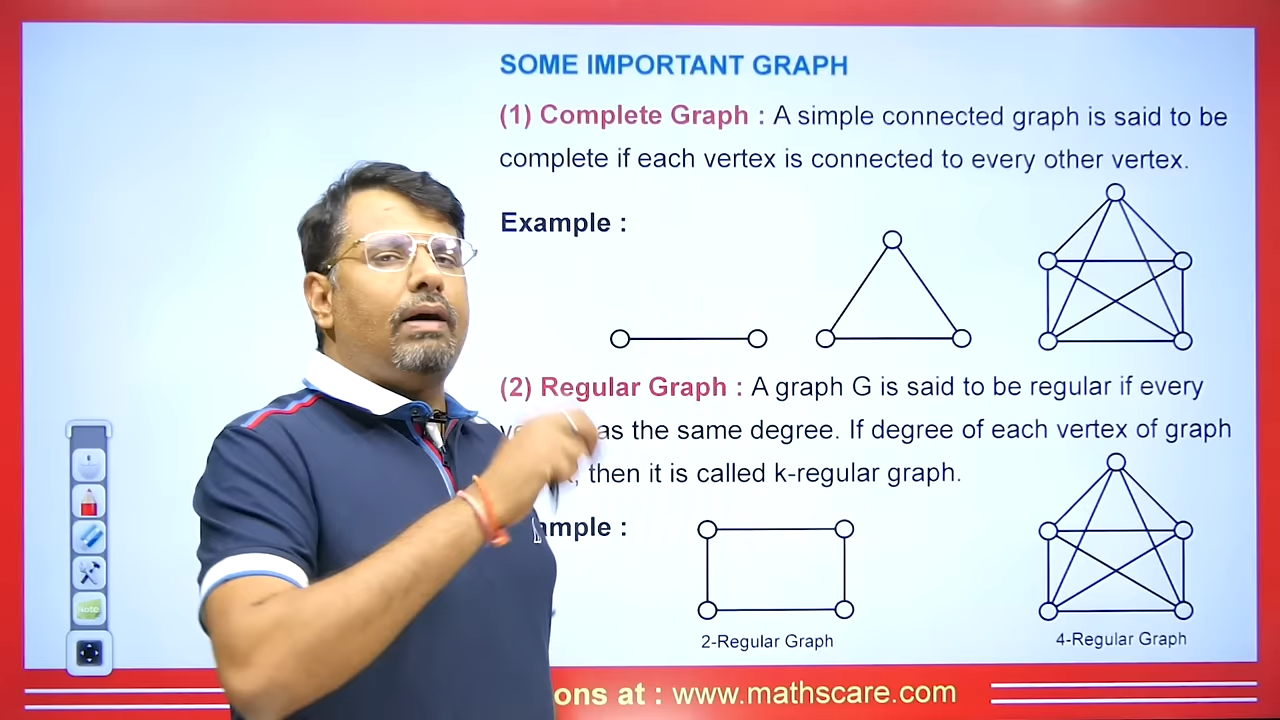 SOME IMPORTANT GRAPH
(1) Complete Graph : A simple connected graph is said to be
complete if each vertex is connected to every other vertex.
Example :
(2) Regular Graph : A graph G is said to be regular if every
as the same degree. If degree of each vertex of graph
, then it is called k-regular graph.
mple :
2-Regular Graph
4-Regular Graph
Note
ons at : www.mathscare.com